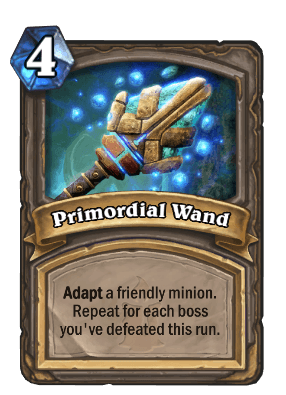 4
Primordial Wand
Adapt a friendly minion.
Repeat for each boss
you've defeated this run.